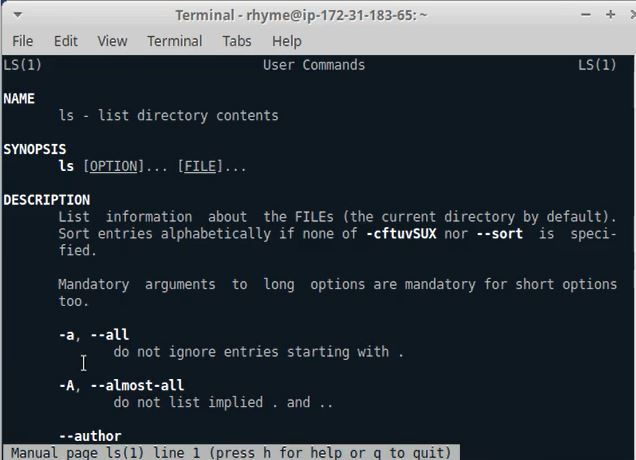 Terminal - rhyme@ip-172-31-183-65: ~
File Edit View Terminal Tabs Help
LS(1) User Commands LS(1)
NAME
ls - list directory contents
SYNOPSIS
ls [OPTION]... [FILE]...
DESCRIPTION
List information about the FILEs (the current directory by default).
Sort entries alphabetically if none of -cftuvSUX nor --sort is speci-
fied.
Mandatory arguments to long options are mandatory for short options
too.
-a, --all
do not ignore entries starting with .
-A, --almost-all
do not list implied . and ..
--author
Manual page ls(1) line 1 (press h for help or q to quit)